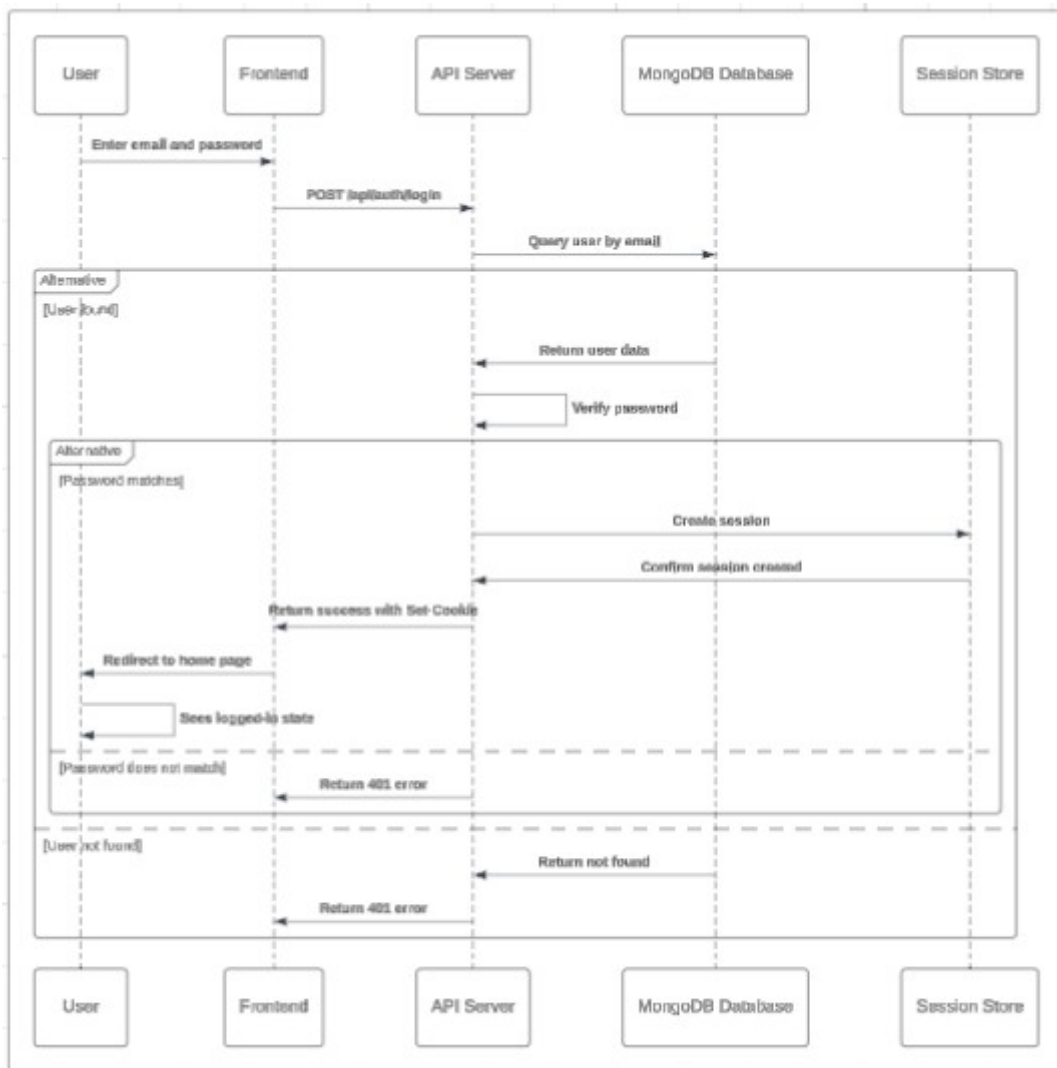 User
Frontend
API Server
MongoDB Database
Session Store
Enter email and password
POST /api/auth/login
Query user by email
Alternative
[User found]
Return user data
Verify password
Alternative
[Password matches]
Create session
Confirm session created
Return success with Set-Cookie
Redirect to home page
Sees logged-in state
[Password does not match]
Return 401 error
[User not found]
Return not found
Return 401 error
User
Frontend
API Server
MongoDB Database
Session Store